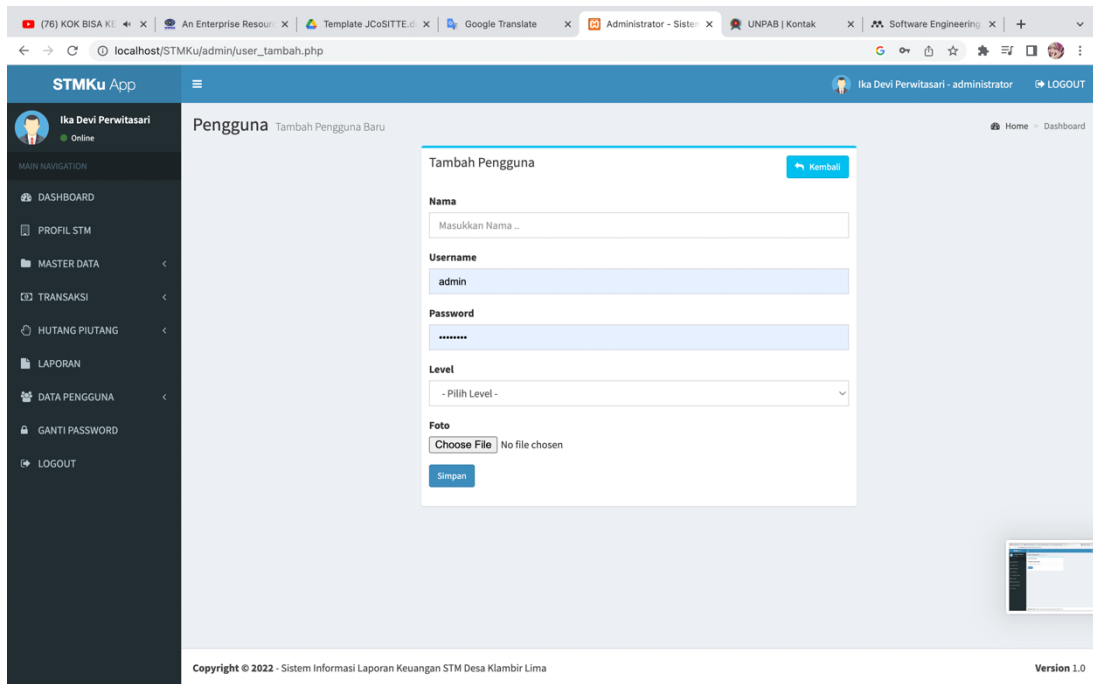 (76) KOK BISA KE
An Enterprise Resour
Template JCoSITTE.d
Google Translate
Administrator - Sister
UNPAB | Kontak
Software Engineering
localhost/STMKu/admin/user_tambah.php
STMKu App
Ika Devi Perwitasari - administrator
LOGOUT
Ika Devi Perwitasari
Online
MAIN NAVIGATION
DASHBOARD
PROFIL STM
MASTER DATA
TRANSAKSI
HUTANG PIUTANG
LAPORAN
DATA PENGGUNA
GANTI PASSWORD
LOGOUT
Pengguna Tambah Pengguna Baru
Home Dashboard
Tambah Pengguna
Kembali
Nama
Masukkan Nama ..
Username
admin
Password
••••••••
Level
- Pilih Level -
Foto
Choose File No file chosen
Simpan
Copyright © 2022 - Sistem Informasi Laporan Keuangan STM Desa Klambir Lima
Version 1.0